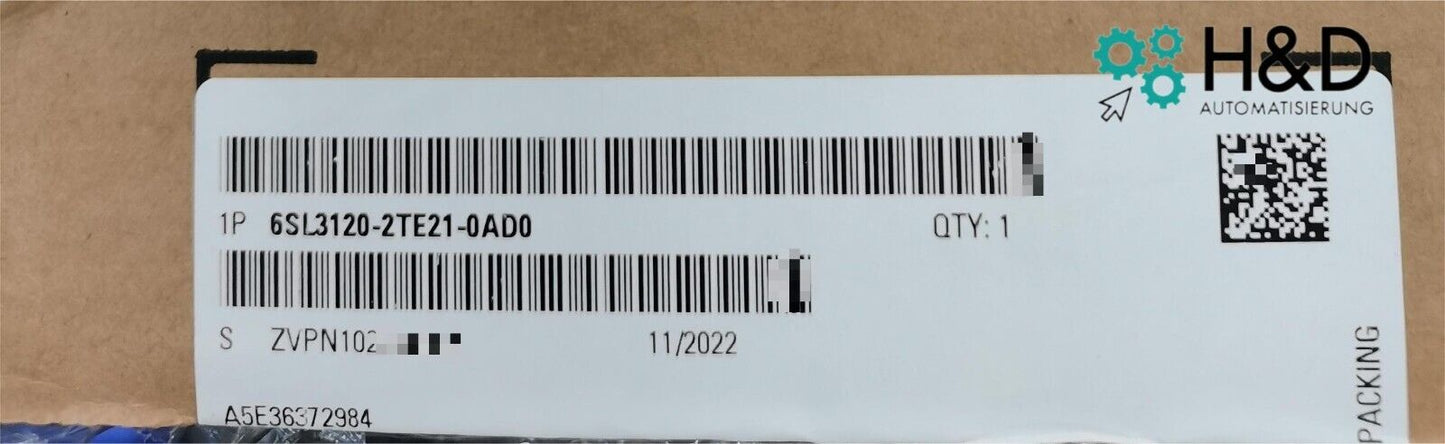 H&D
AUTOMATISIERUNG
1P 6SL3120-2TE21-0AD0 QTY: 1
S ZVPN102 11/2022
A5E36372984
PACKING